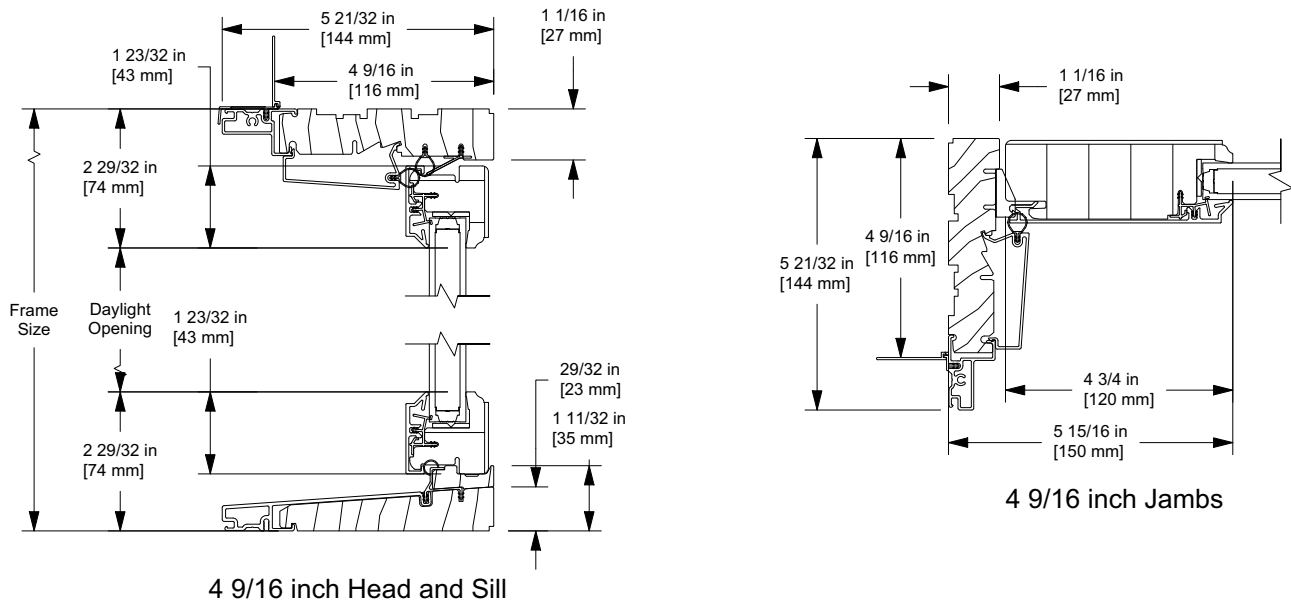 5 21/32 in
[144 mm]
1 1/16 in
[27 mm]
1 23/32 in
[43 mm]
4 9/16 in
[116 mm]
2 29/32 in
[74 mm]
Frame
Size
Daylight
Opening
1 23/32 in
[43 mm]
29/32 in
[23 mm]
1 11/32 in
[35 mm]
2 29/32 in
[74 mm]
4 9/16 inch Head and Sill
1 1/16 in
[27 mm]
4 9/16 in
[116 mm]
5 21/32 in
[144 mm]
4 3/4 in
[120 mm]
5 15/16 in
[150 mm]
4 9/16 inch Jambs